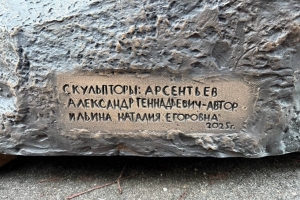 СКУЛЬПТОРЫ: АРСЕНТЬЕВ
АЛЕКСАНДР ГЕННАДЬЕВИЧ-АВТОР
ИЛЬИНА НАТАЛИЯ ЕГОРОВНА
2025г.